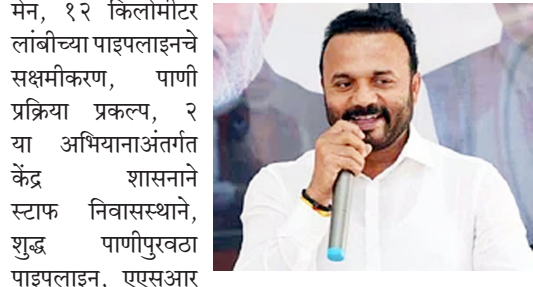 मेन, १२ किलोमीटर
लांबीच्या पाइपलाइनचे
सक्षमीकरण, पाणी
प्रक्रिया प्रकल्प, २
या अभियानाअंतर्गत
केंद्र शासनाने
स्टाफ निवासस्थाने,
शुद्ध पाणीपुरवठा
पाइपलाइन, एएसआर